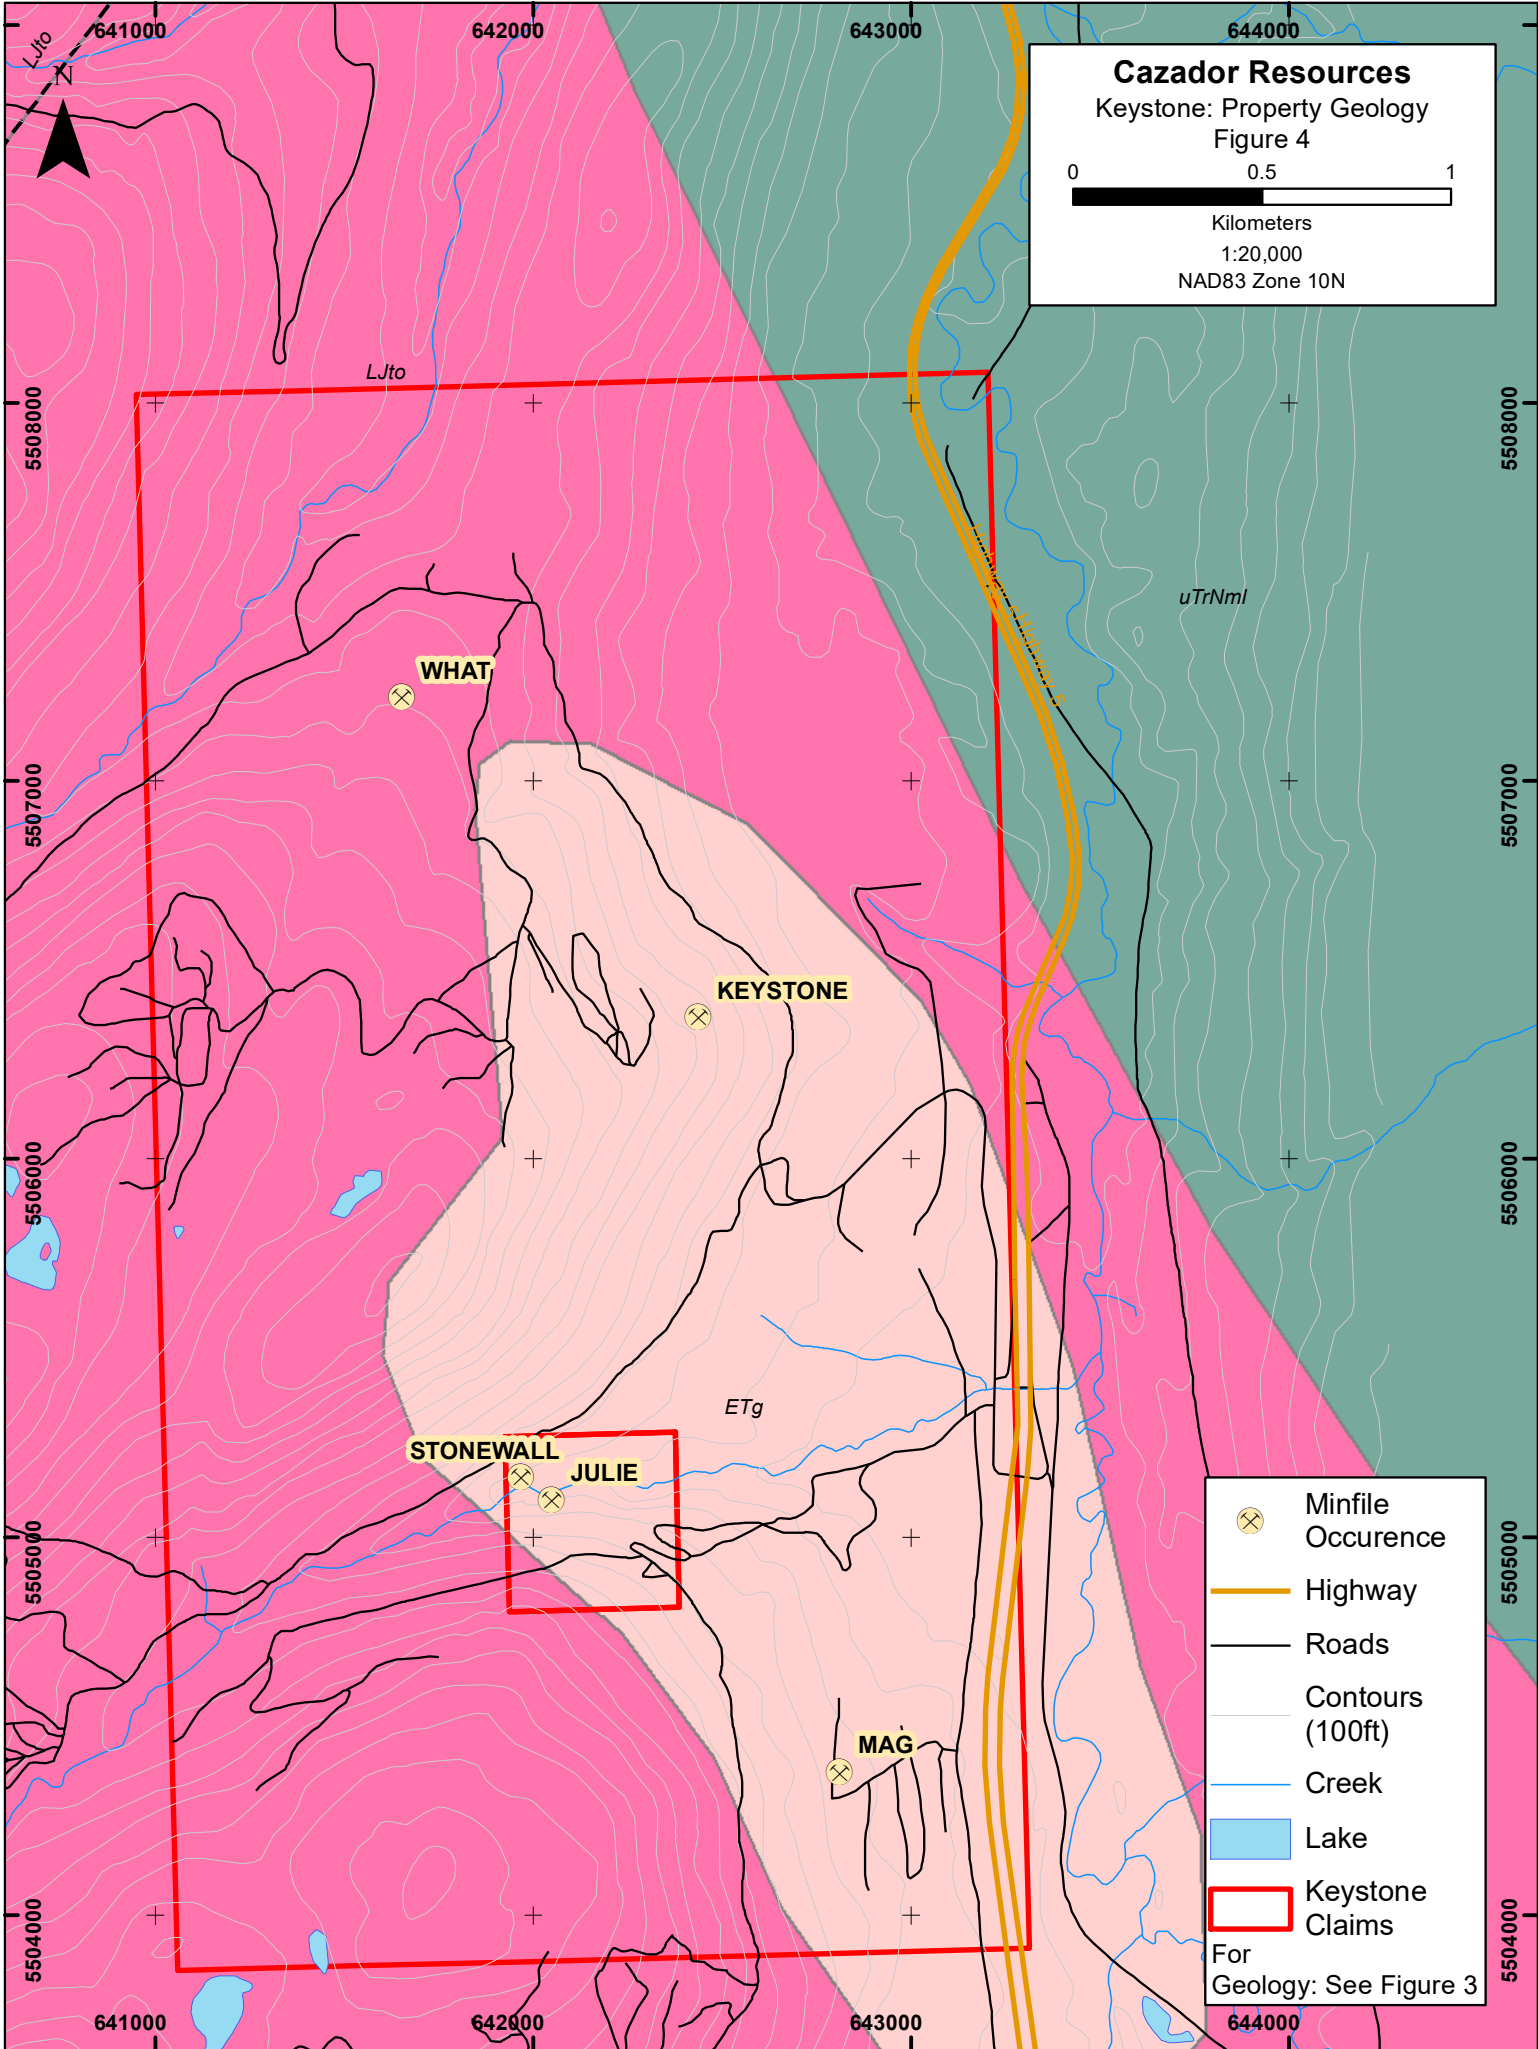 641000
642000
643000
644000
LJto
N
Cazador Resources
Keystone: Property Geology
Figure 4
0 0.5 1
Kilometers
1:20,000
NAD83 Zone 10N
LJto
5508000
5508000
uTrNml
WHAT
5507000
5507000
KEYSTONE
5506000
5506000
ETg
STONEWALL
JULIE
5505000
5505000
MAG
Minfile
Occurence
Highway
Roads
Contours
(100ft)
Creek
Lake
Keystone
Claims
For
Geology: See Figure 3
5504000
5504000
641000
642000
643000
644000